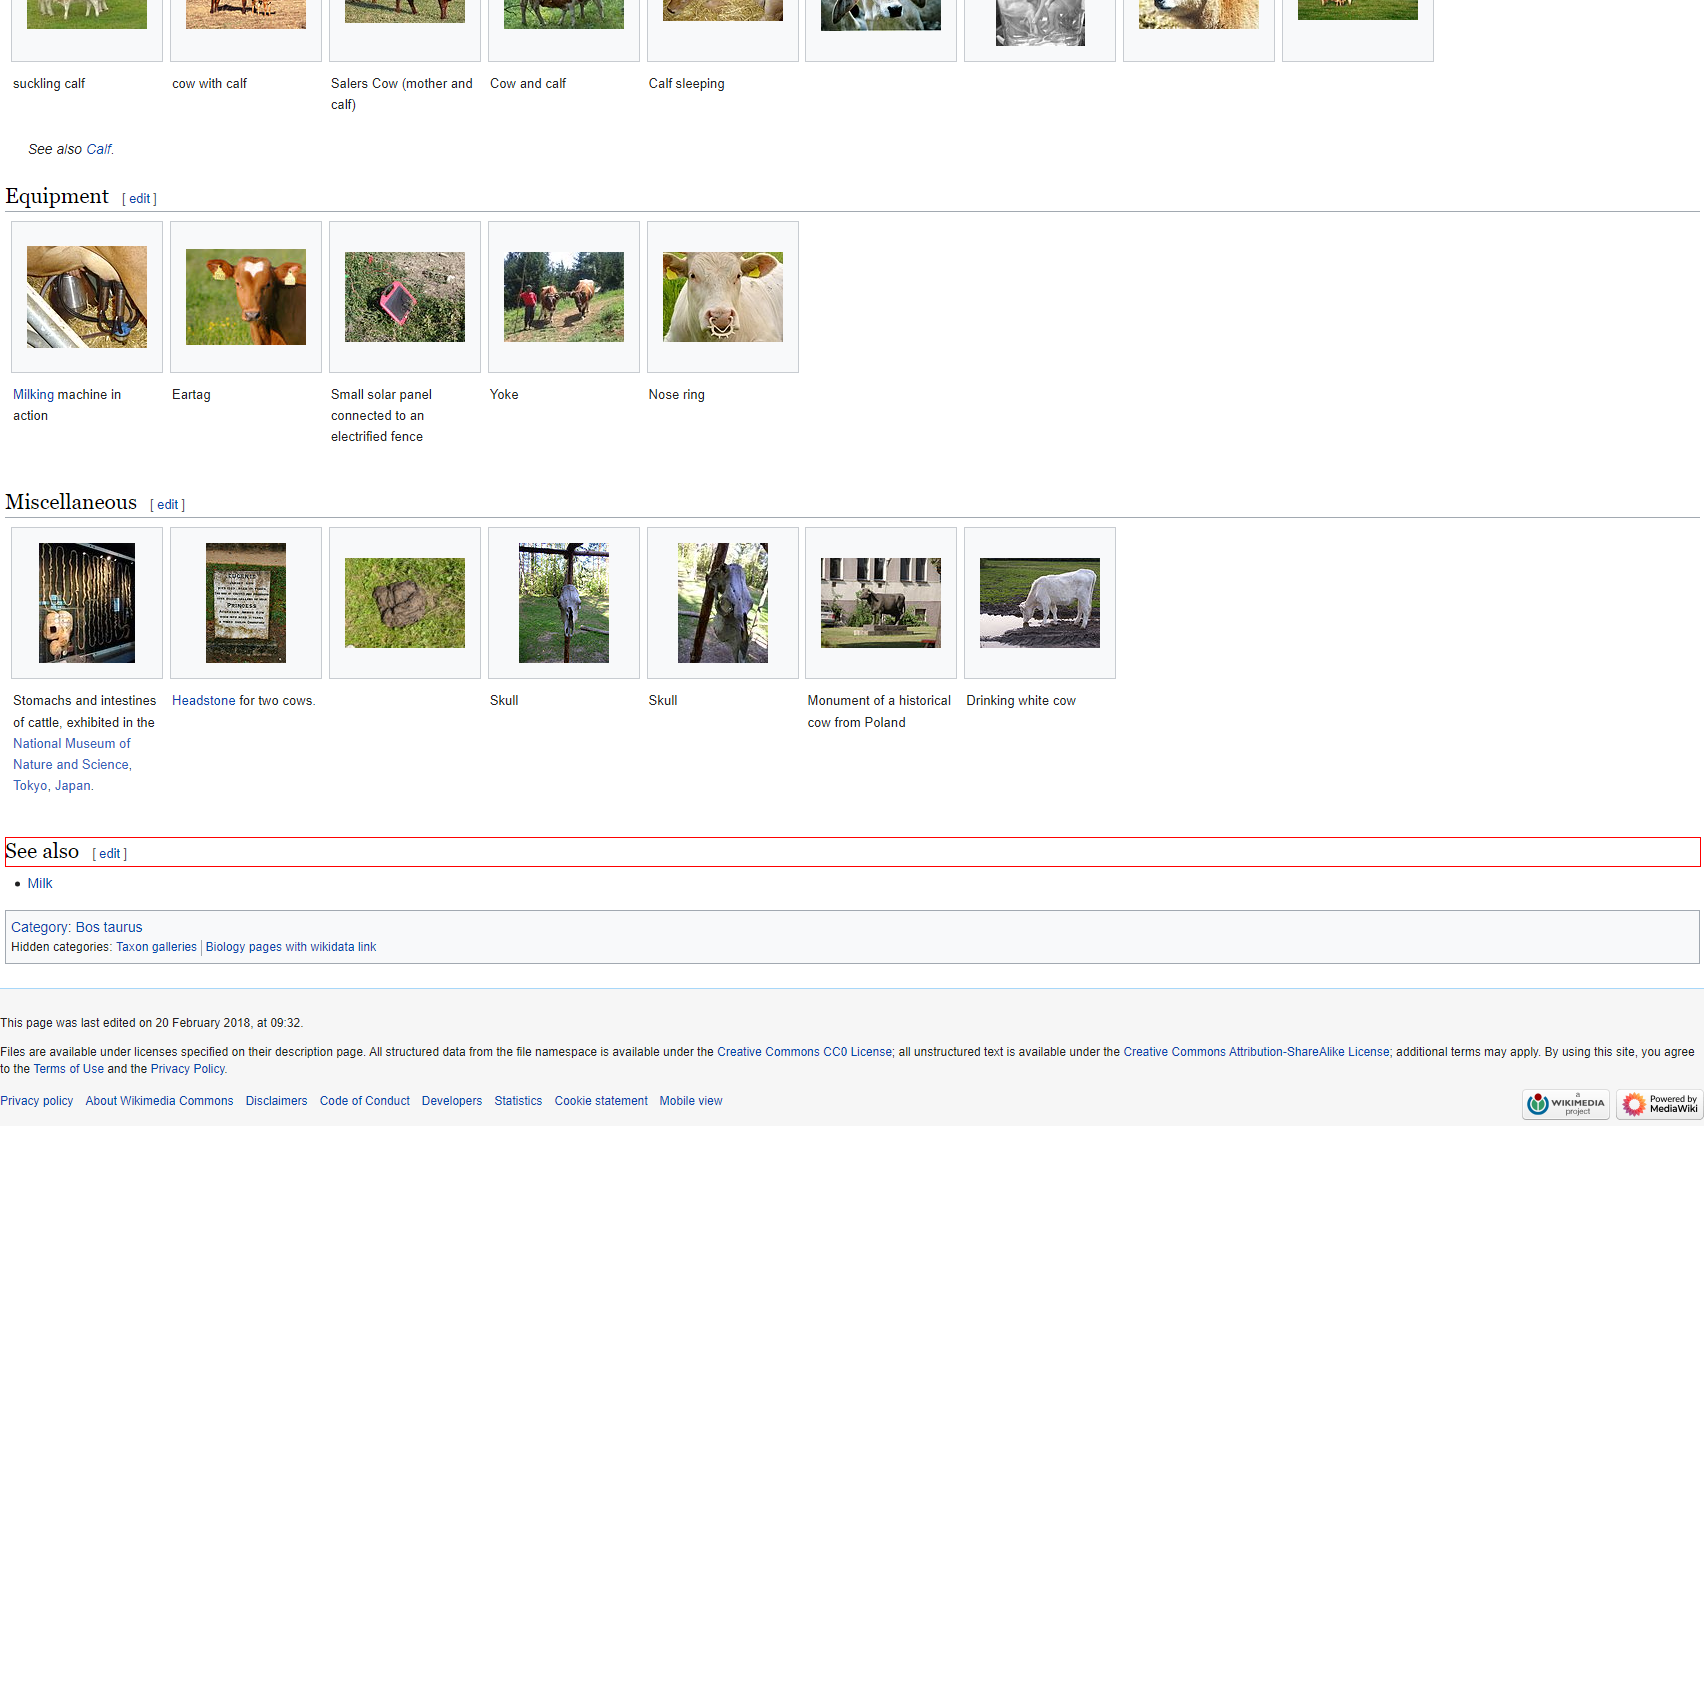 suckling calf
cow with calf
Salers Cow (mother and
calf)
Cow and calf
Calf sleeping
See also Calf.
Equipment [ edit ]
Milking machine in
action
Eartag
Small solar panel
connected to an
electrified fence
Yoke
Nose ring
Miscellaneous [ edit ]
PRINCESS
Stomachs and intestines
of cattle, exhibited in the
National Museum of
Nature and Science,
Tokyo, Japan.
Headstone for two cows.
Skull
Skull
Monument of a historical
cow from Poland
Drinking white cow
See also [ edit ]
• Milk
Category: Bos taurus
Hidden categories: Taxon galleries | Biology pages with wikidata link
This page was last edited on 20 February 2018, at 09:32.
Files are available under licenses specified on their description page. All structured data from the file namespace is available under the Creative Commons CC0 License; all unstructured text is available under the Creative Commons Attribution-ShareAlike License; additional terms may apply. By using this site, you agree
to the Terms of Use and the Privacy Policy.
Privacy policy About Wikimedia Commons Disclaimers Code of Conduct Developers Statistics Cookie statement Mobile view
a
WIKIMEDIA
project
Powered by
MediaWiki